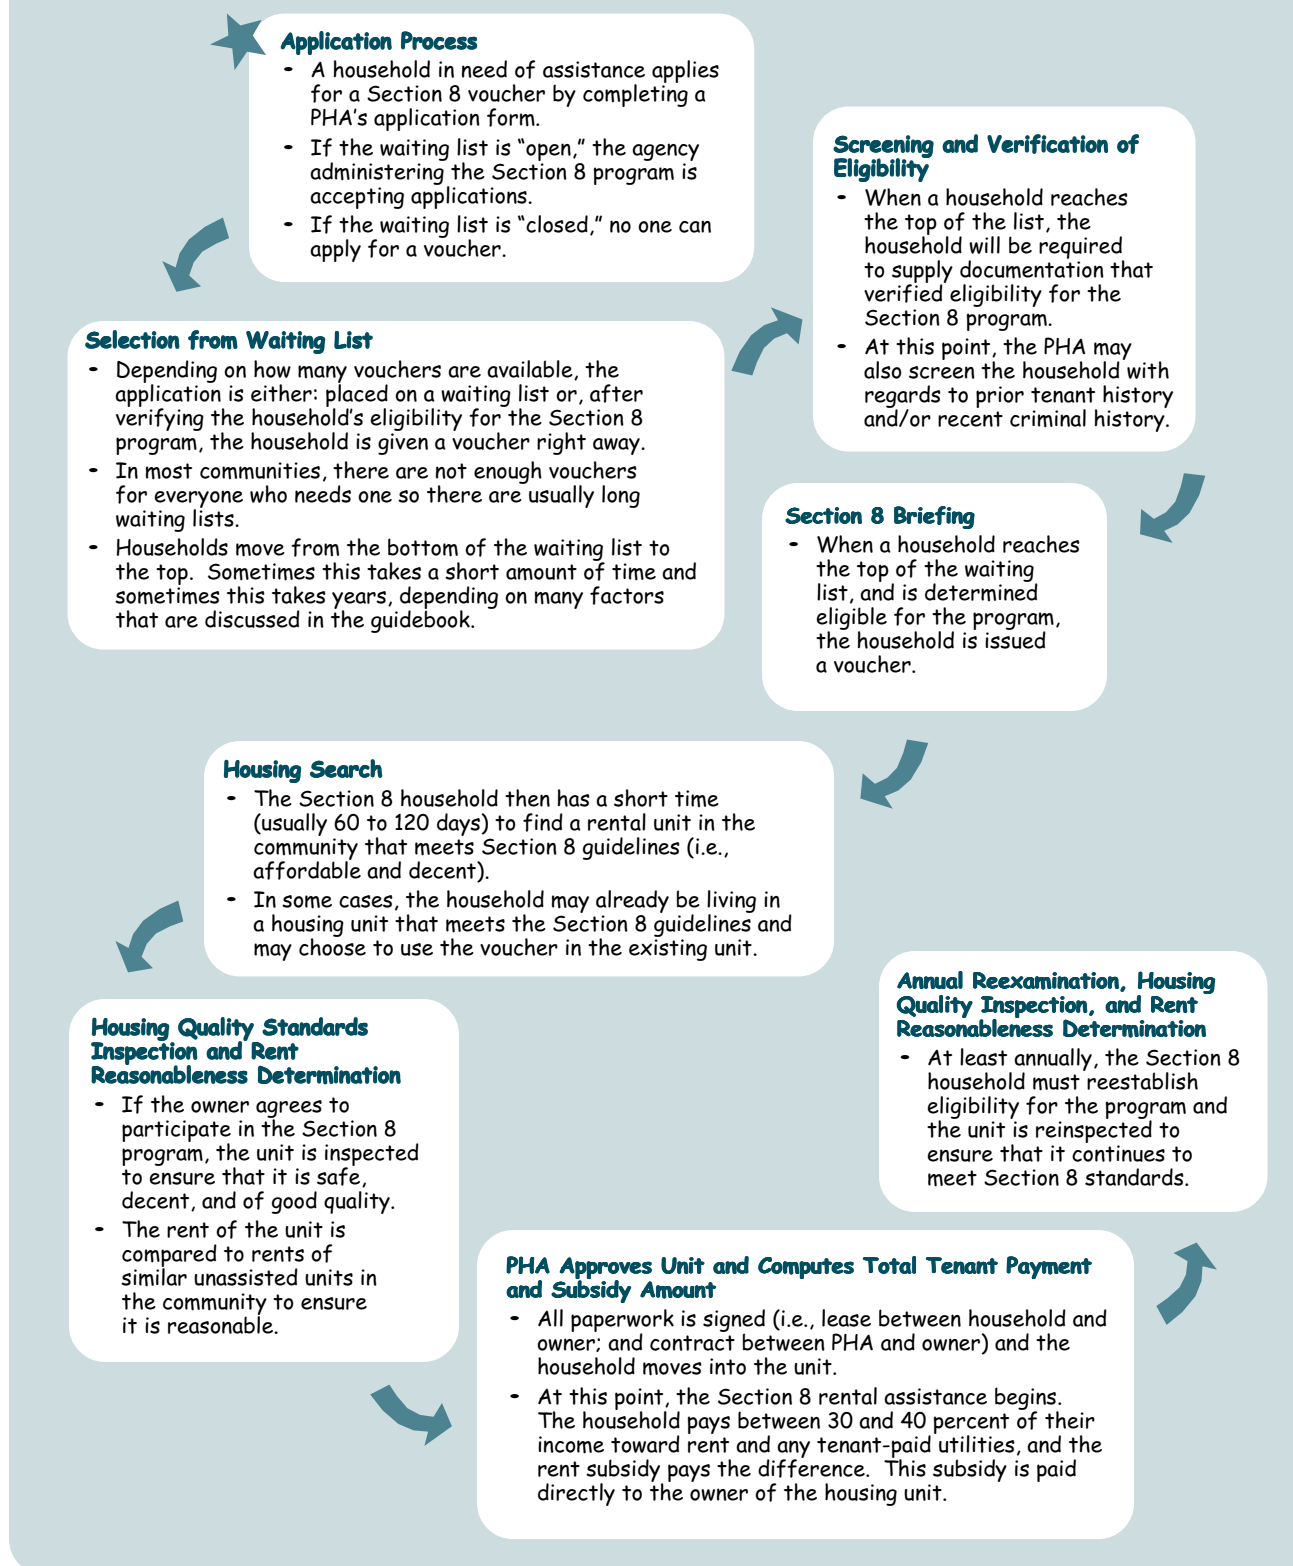 Application Process
- A household in need of assistance applies
for a Section 8 voucher by completing a
PHA's application form.
- If the waiting list is "open," the agency
administering the Section 8 program is
accepting applications.
- If the waiting list is "closed," no one can
apply for a voucher.
Selection from Waiting List
- Depending on how many vouchers are available, the
application is either: placed on a waiting list or, after
verifying the household's eligibility for the Section 8
program, the household is given a voucher right away.
- In most communities, there are not enough vouchers
for everyone who needs one so there are usually long
waiting lists.
- Households move from the bottom of the waiting list to
the top. Sometimes this takes a short amount of time and
sometimes this takes years, depending on many factors
that are discussed in the guidebook.
Screening and Verification of
Eligibility
- When a household reaches
the top of the list, the
household will be required
to supply documentation that
verified eligibility for the
Section 8 program.
- At this point, the PHA may
also screen the household with
regards to prior tenant history
and/or recent criminal history.
Section 8 Briefing
- When a household reaches
the top of the waiting
list, and is determined
eligible for the program,
the household is issued
a voucher.
Housing Search
- The Section 8 household then has a short time
(usually 60 to 120 days) to find a rental unit in the
community that meets Section 8 guidelines (i.e.,
affordable and decent).
- In some cases, the household may already be living in
a housing unit that meets the Section 8 guidelines and
may choose to use the voucher in the existing unit.
Housing Quality Standards
Inspection and Rent
Reasonableness Determination
- If the owner agrees to
participate in the Section 8
program, the unit is inspected
to ensure that it is safe,
decent, and of good quality.
- The rent of the unit is
compared to rents of
similar unassisted units in
the community to ensure
it is reasonable.
PHA Approves Unit and Computes Total Tenant Payment
and Subsidy Amount
- All paperwork is signed (i.e., lease between household and
owner; and contract between PHA and owner) and the
household moves into the unit.
- At this point, the Section 8 rental assistance begins.
The household pays between 30 and 40 percent of their
income toward rent and any tenant-paid utilities, and the
rent subsidy pays the difference. This subsidy is paid
directly to the owner of the housing unit.
Annual Reexamination, Housing
Quality Inspection, and Rent
Reasonableness Determination
- At least annually, the Section 8
household must reestablish
eligibility for the program and
the unit is reinspected to
ensure that it continues to
meet Section 8 standards.